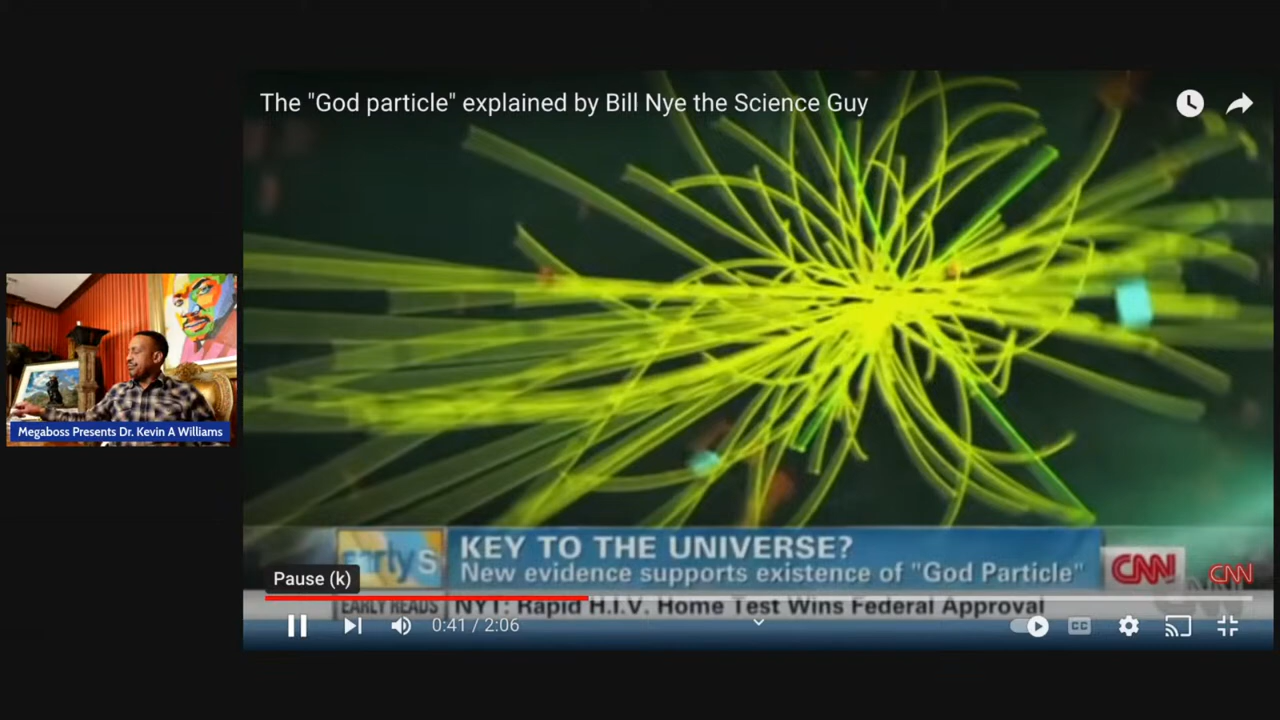 The "God particle" explained by Bill Nye the Science Guy
Megaboss Presents Dr. Kevin A Williams
KEY TO THE UNIVERSE?
New evidence supports existence of "God Particle"
CNN
CNN
Pause (k)
EARLY READS
NYT: Rapid H.I.V. Home Test Wins Federal Approval
0:41 / 2:06
CC